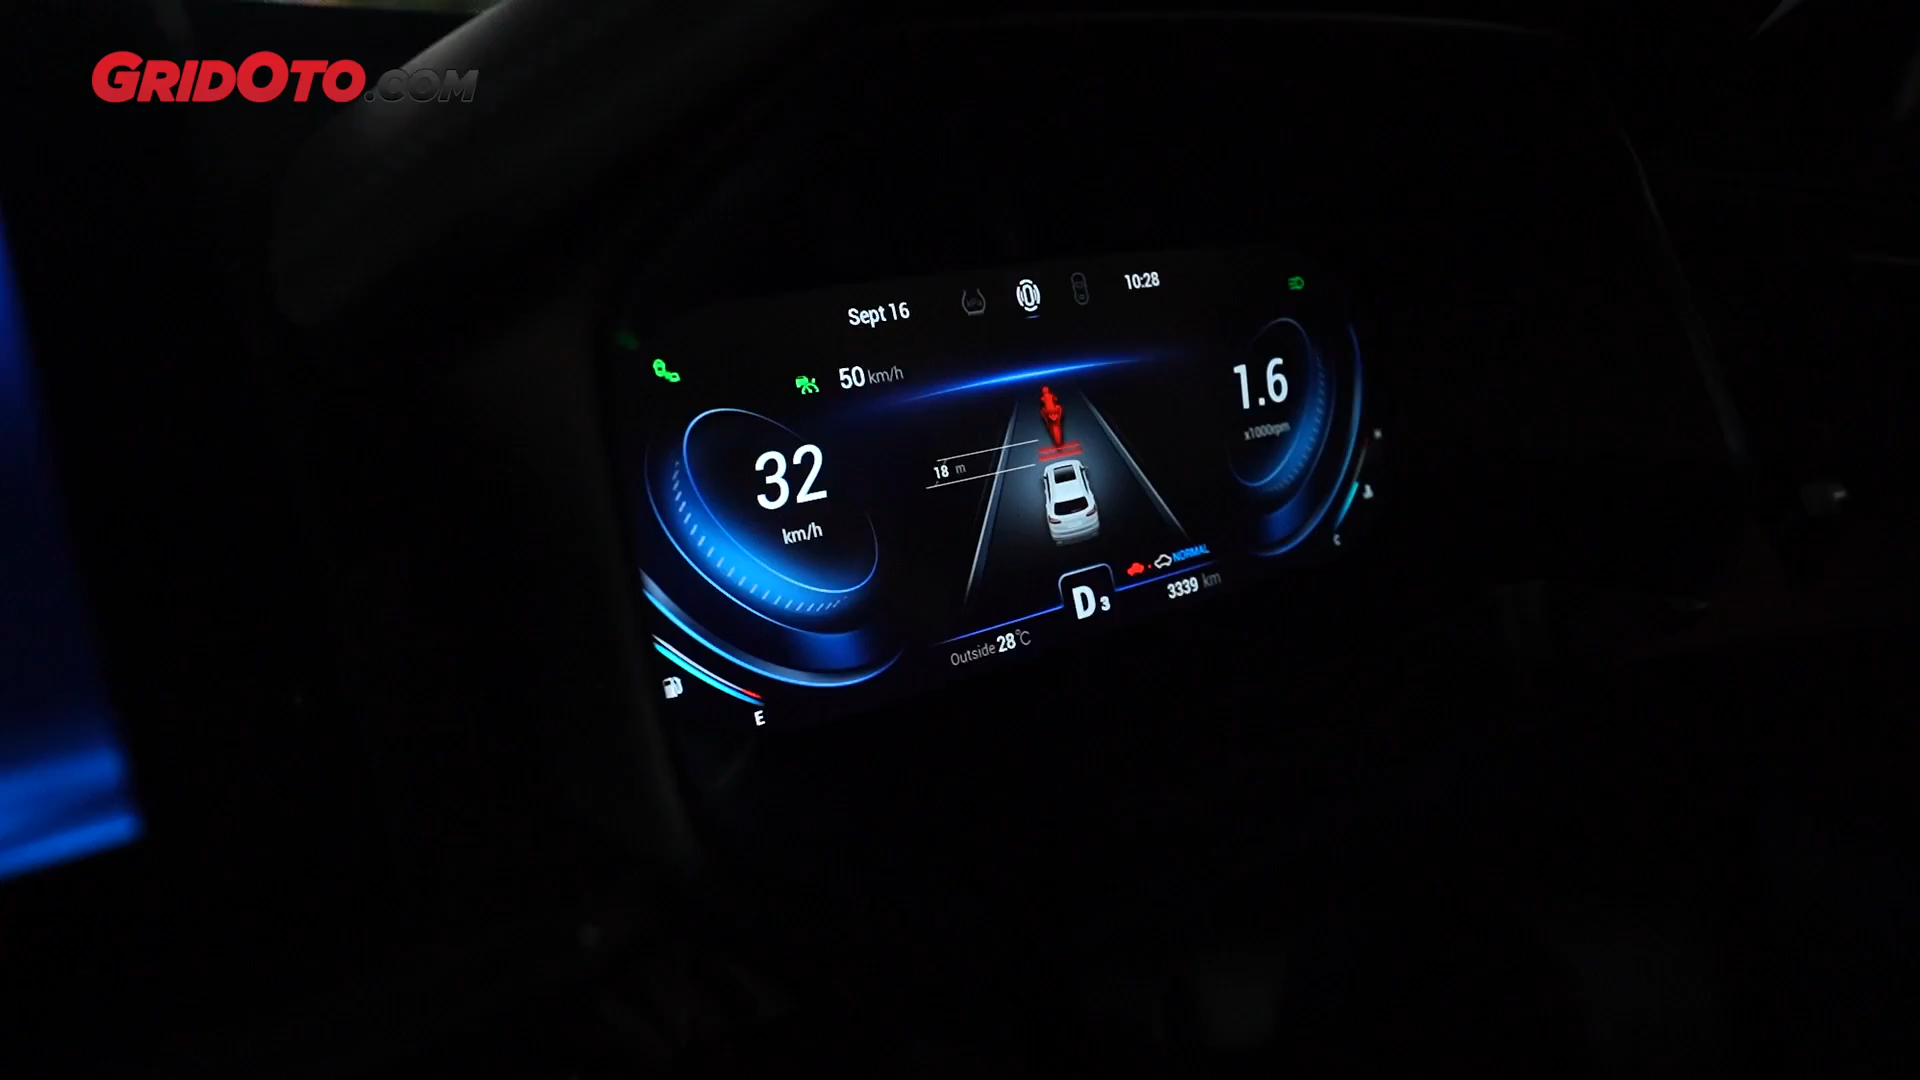 GRIDOTO.COM
Sept 16
10:28
50 km/h
32
km/h
1.6
x1000rpm
18 m
NORMAL
D3
3339 km
Outside 28°C
E
H
C